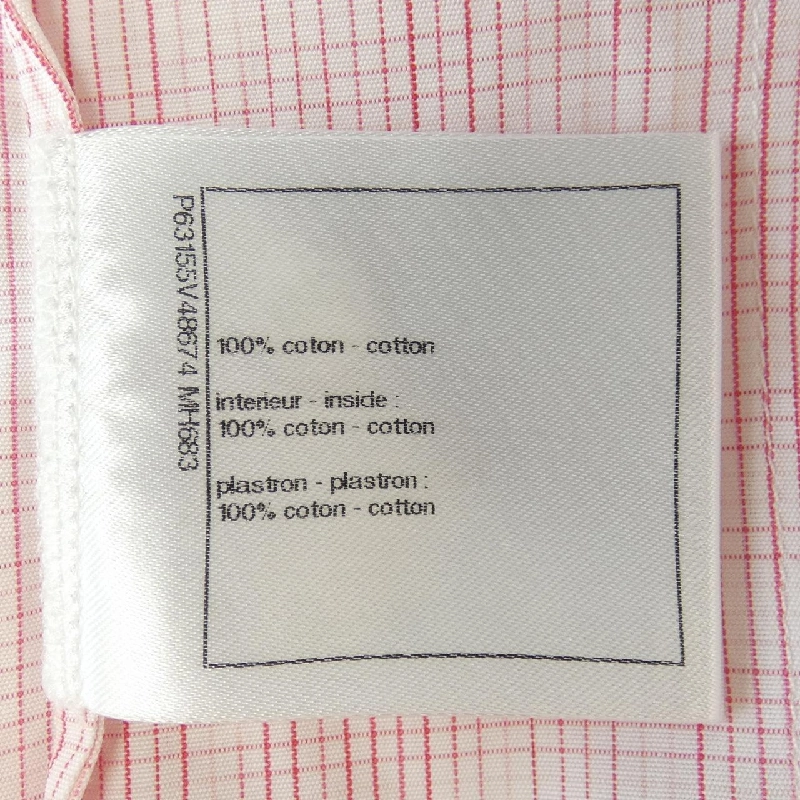 P63155V48674 MH683
100% coton - cotton
interieur - inside :
100% coton - cotton
plastron - plastron :
100% coton - cotton